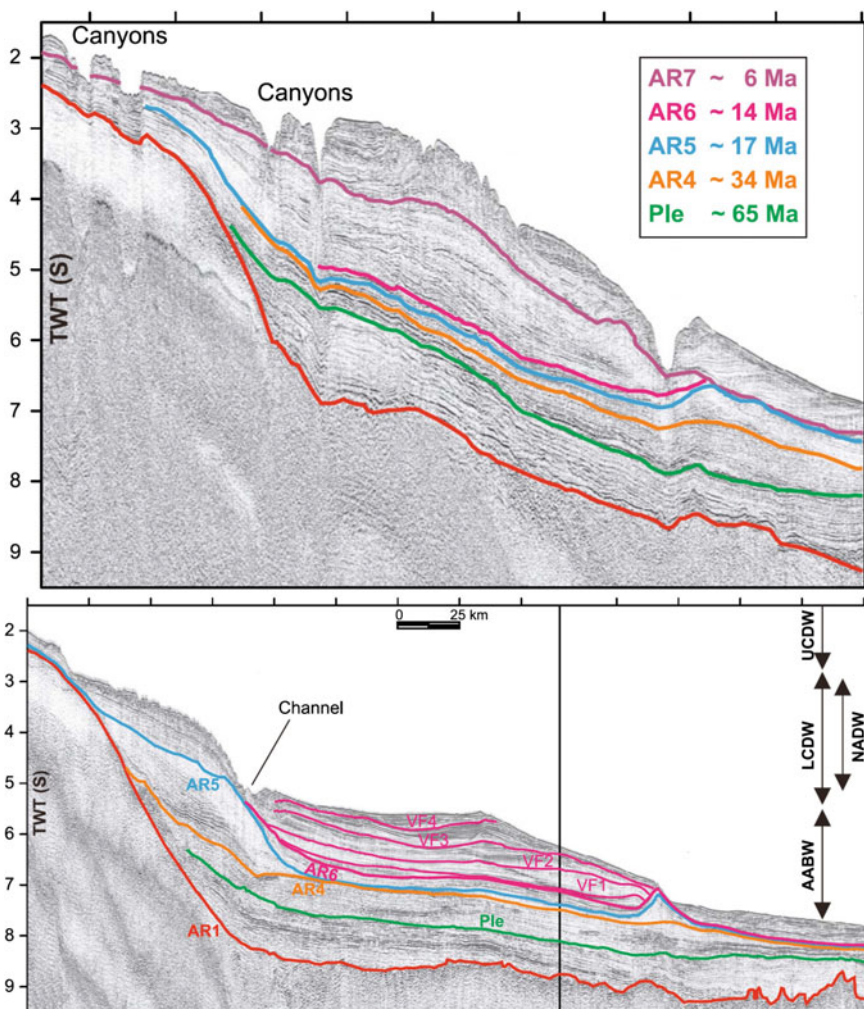 Canyons
Canyons
AR7 ~ 6 Ma
AR6 ~ 14 Ma
AR5 ~ 17 Ma
AR4 ~ 34 Ma
Ple ~ 65 Ma
2
3
4
5
6
7
8
9
TWT (S)
0 25 km
2
3
4
5
6
7
8
9
TWT (S)
Channel
AR5
AR6
AR4
Ple
AR1
VF4
VF3
VF2
VF1
UCDW
LCDW
NADW
AABW